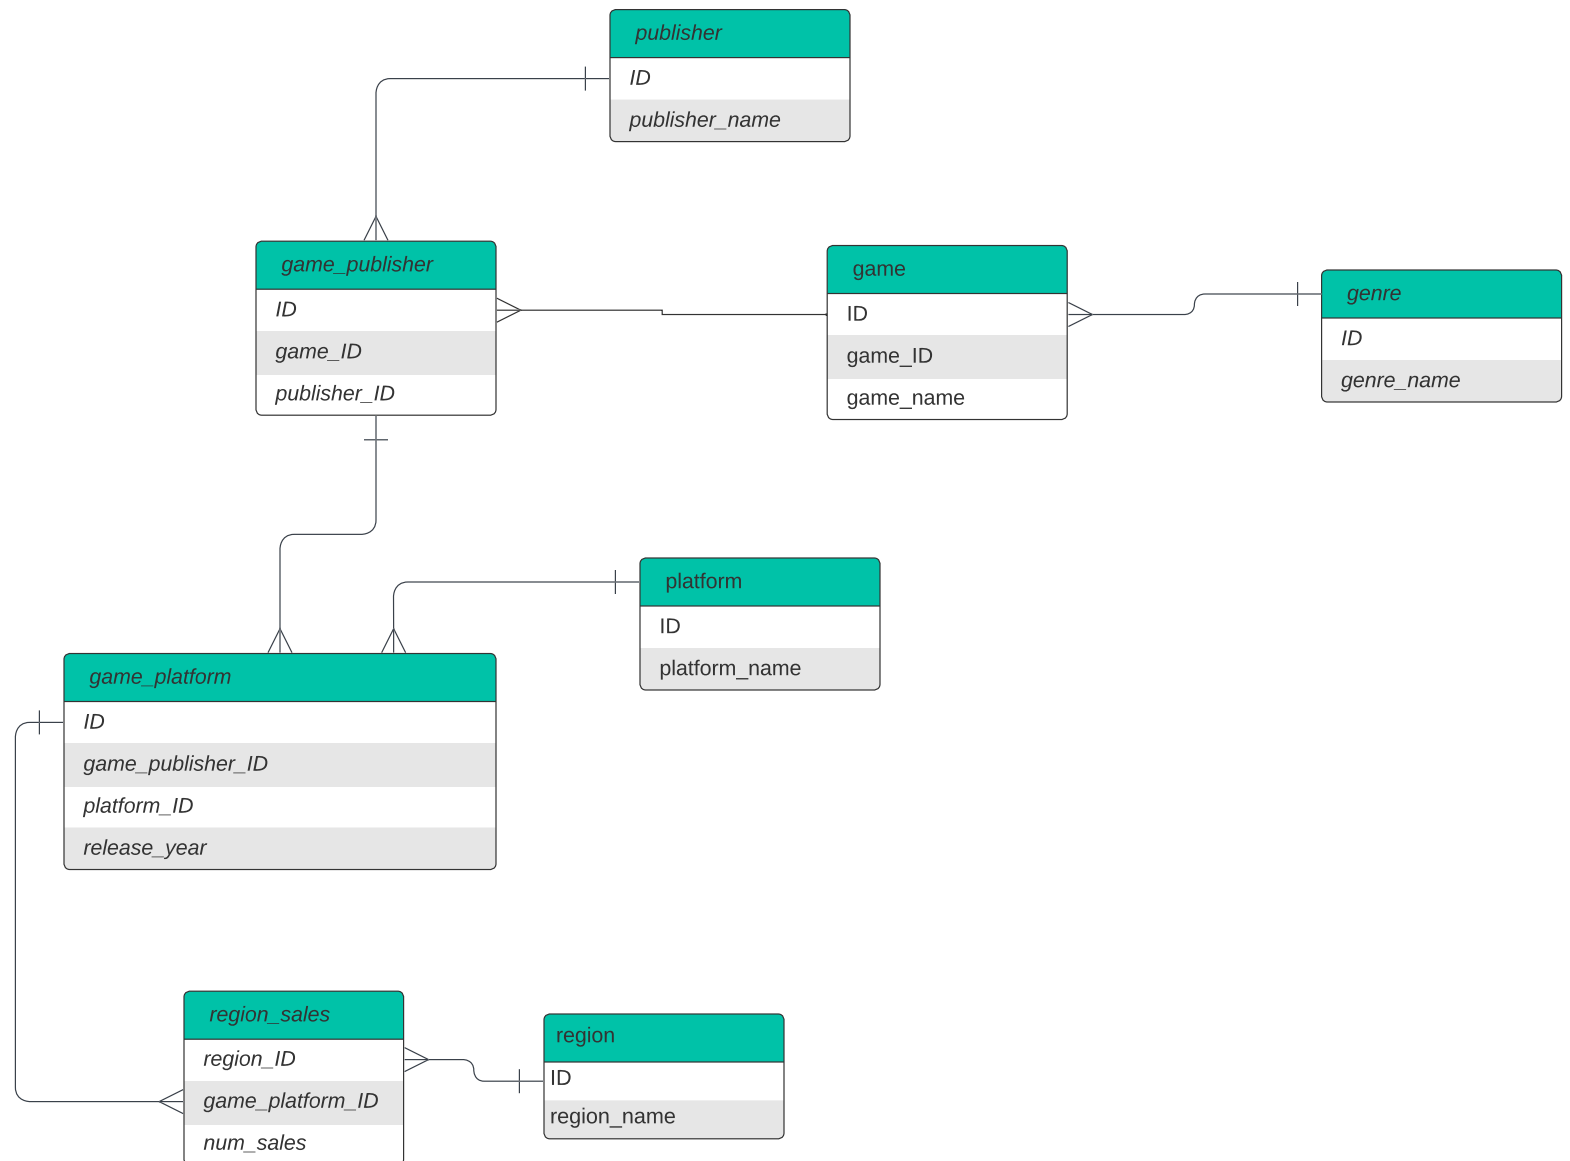 publisher
ID
publisher_name
game_publisher
ID
game_ID
publisher_ID
game
ID
game_ID
game_name
genre
ID
genre_name
platform
ID
platform_name
game_platform
ID
game_publisher_ID
platform_ID
release_year
region_sales
region_ID
game_platform_ID
num_sales
region
ID
region_name